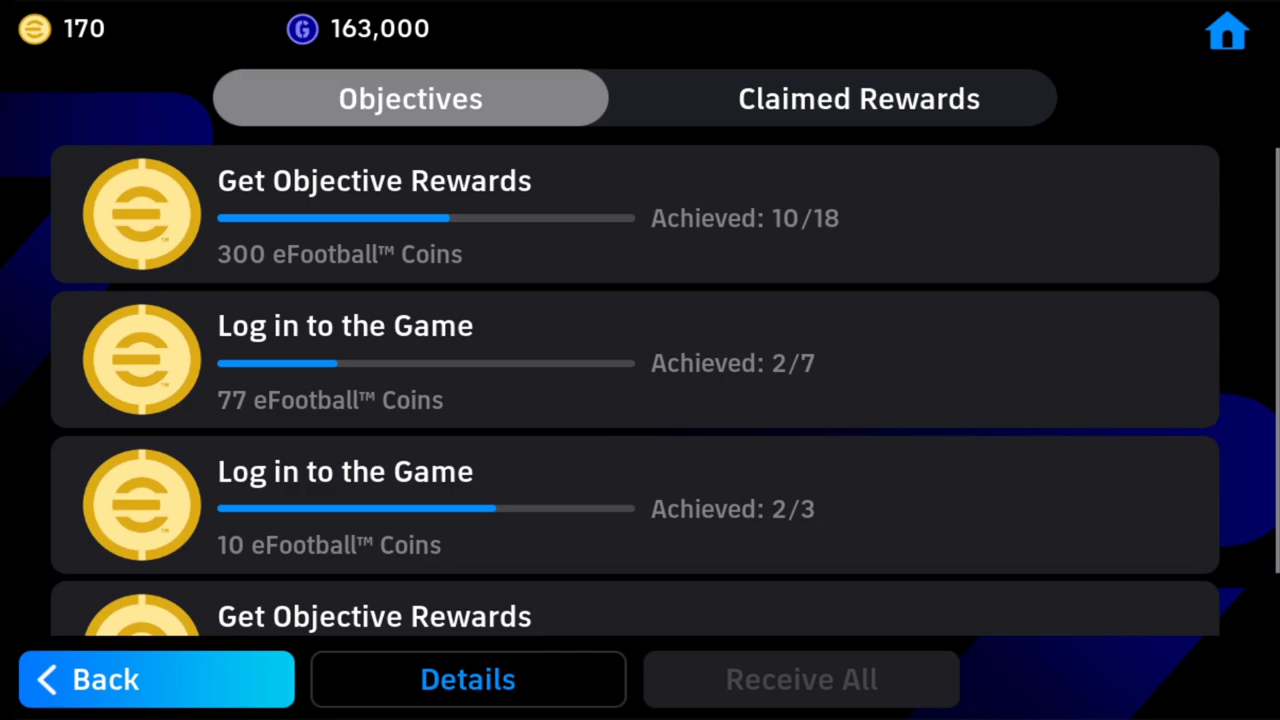 170
163,000
Objectives
Claimed Rewards
Get Objective Rewards
Achieved: 10/18
300 eFootball™ Coins
Log in to the Game
Achieved: 2/7
77 eFootball™ Coins
Log in to the Game
Achieved: 2/3
10 eFootball™ Coins
Get Objective Rewards
Back
Details
Receive All